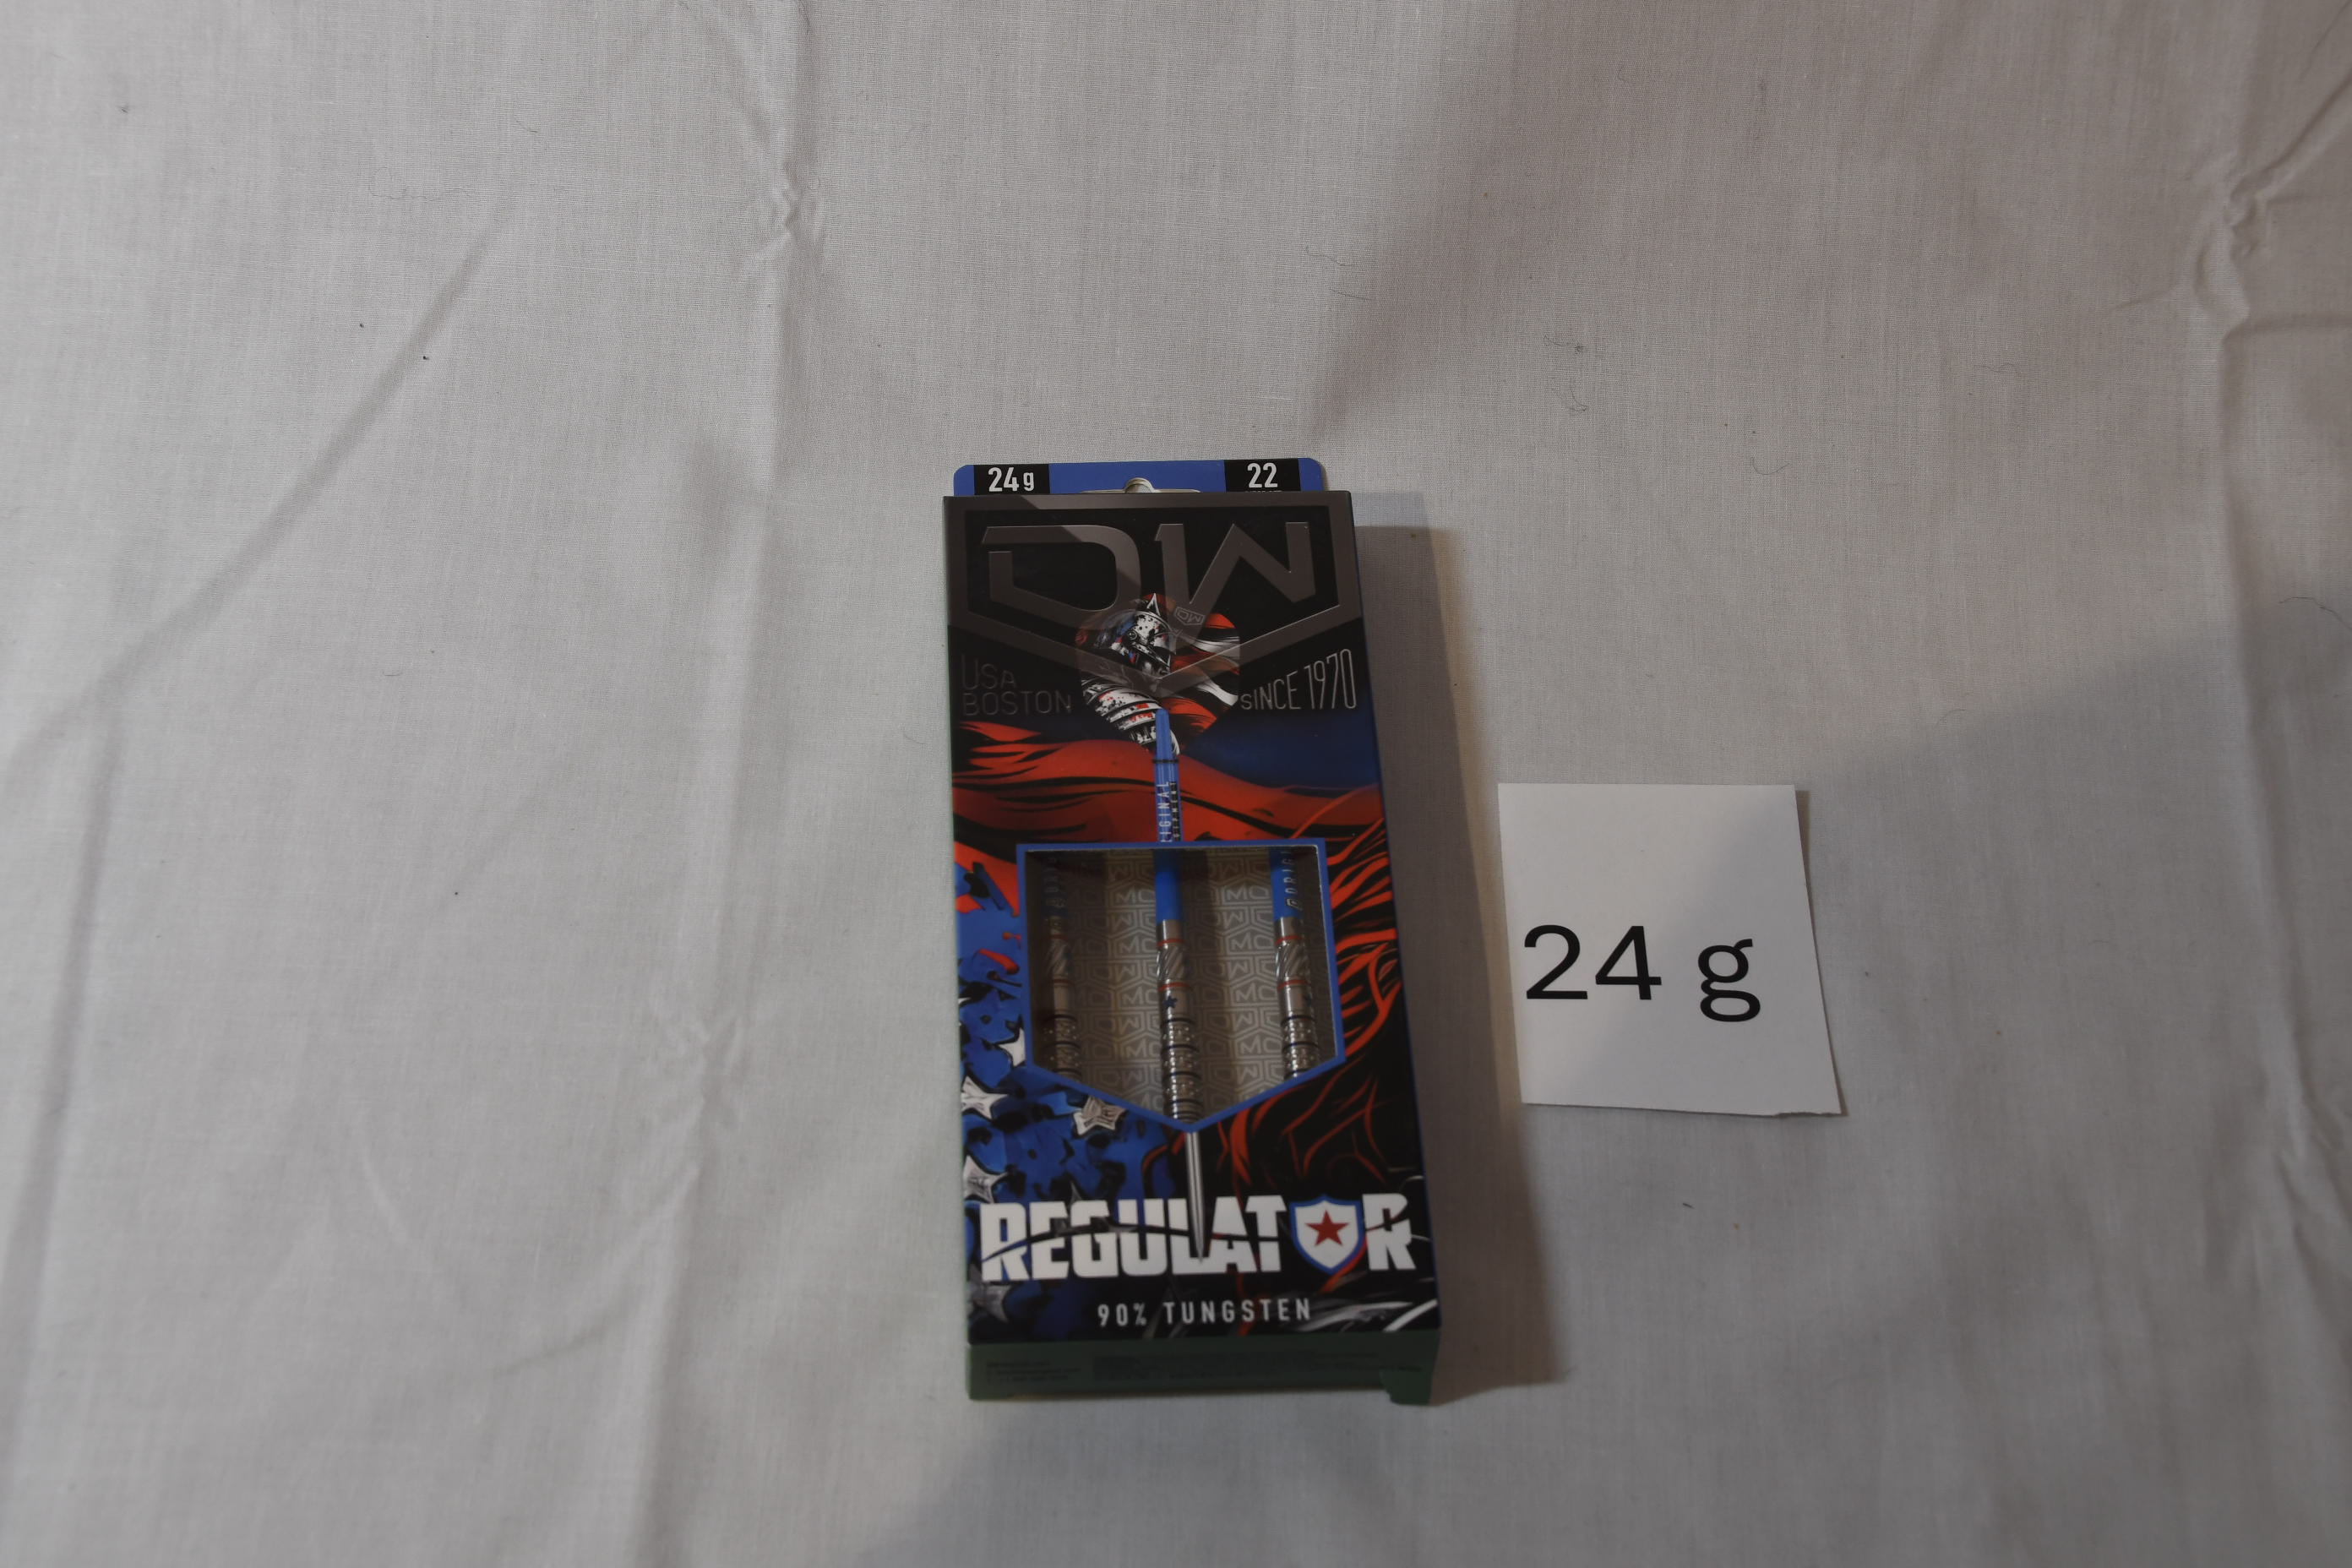 24g
22
DW
USA
BOSTON
SINCE 1970
24 g
REGULATOR
90% TUNGSTEN